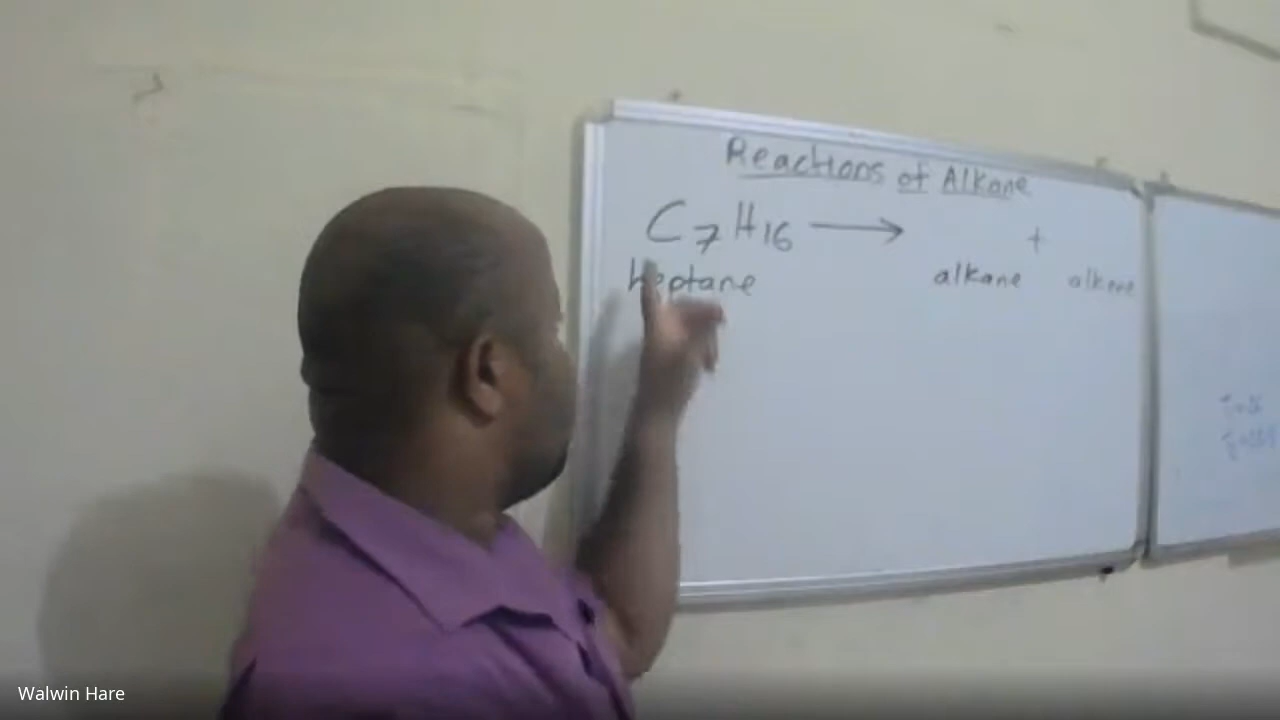 Reactions of Alkane
C7H16 → +
Heptane alkane alkene
Walwin Hare